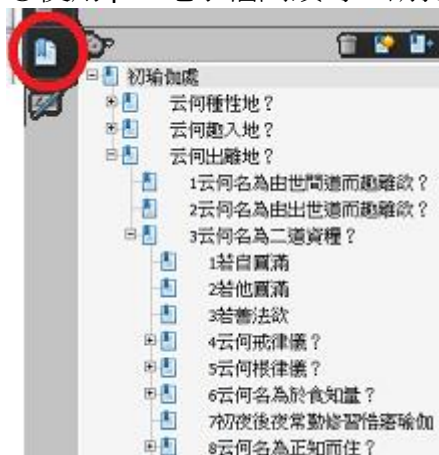 初瑜伽處
云何種性地？
云何趣入地？
云何出離地？
1云何名為由世間道而趣離欲？
2云何名為由出世道而趣離欲？
3云何名為二道資糧？
1若自圓滿
2若他圓滿
3若善法欲
4云何戒律儀？
5云何根律儀？
6云何名為於食知量？
7初夜後夜常勤修習悎寤瑜伽
8云何名為正知而住？